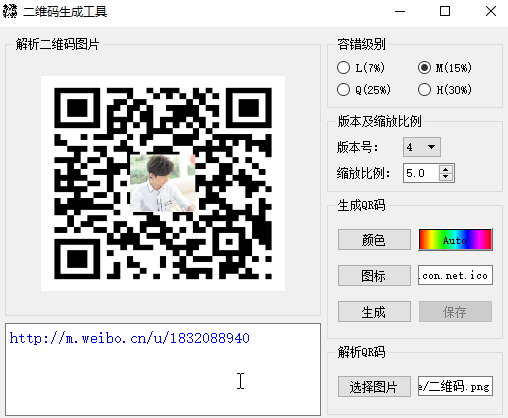 二维码生成工具
解析二维码图片
http://m.weibo.cn/u/1832088940
容错级别
L(7%) M(15%)
Q(25%) H(30%)
版本及缩放比例
版本号： 4
缩放比例： 5.0
生成QR码
颜色 Auto
图标 con.net.ico
生成 保存
解析QR码
选择图片 e/二维码.png